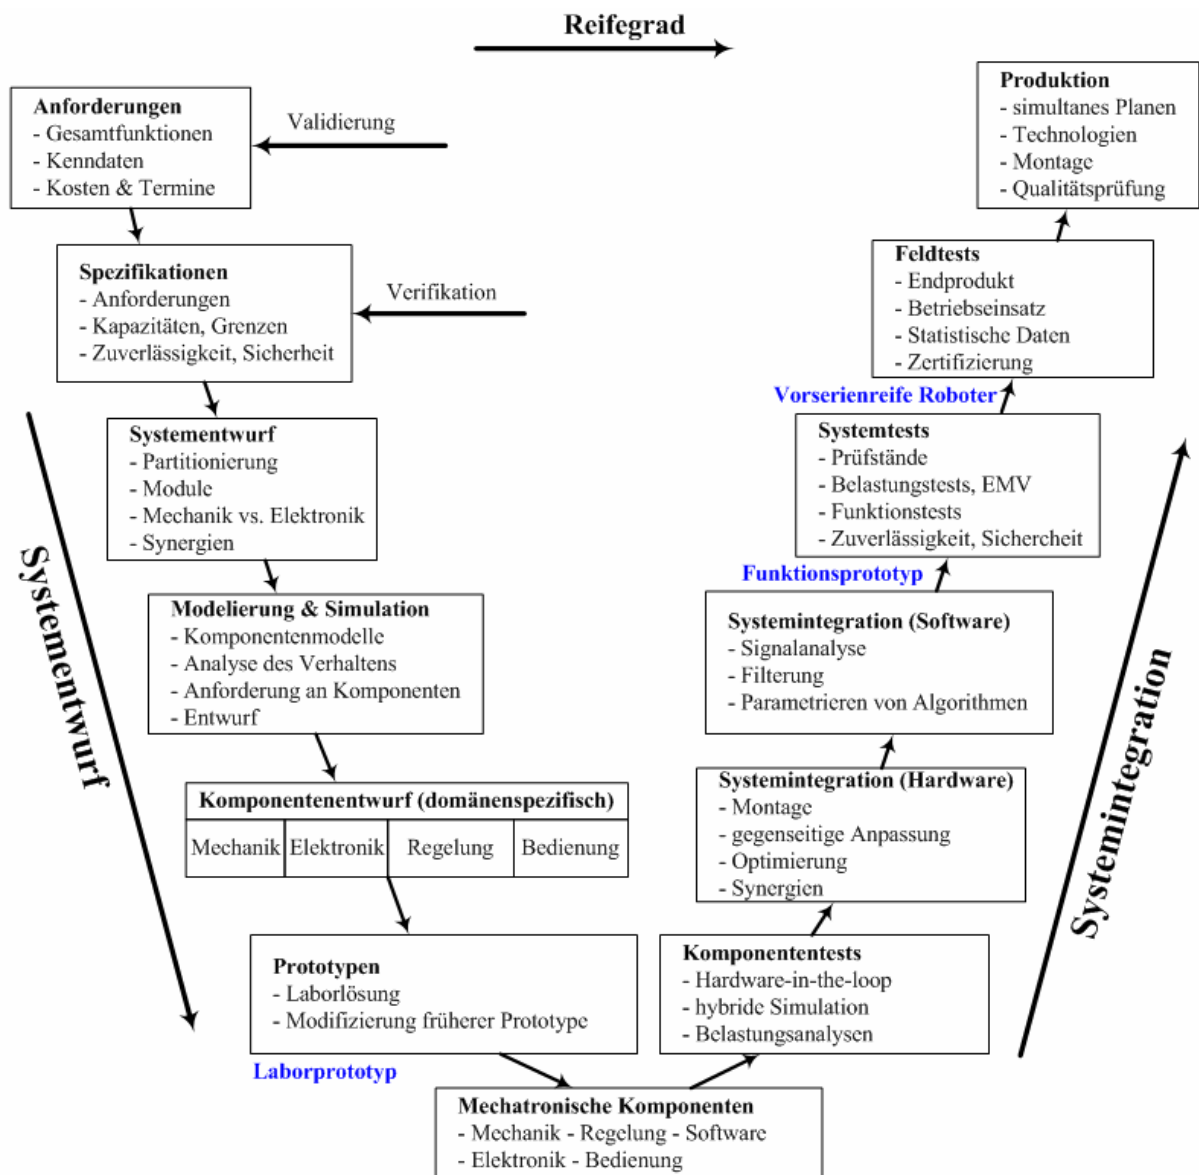 Reifegrad
Anforderungen
- Gesamtfunktionen
- Kenndaten
- Kosten & Termine
Validierung
Spezifikationen
- Anforderungen
- Kapazitäten, Grenzen
- Zuverlässigkeit, Sicherheit
Verifikation
Systementwurf
- Partitionierung
- Module
- Mechanik vs. Elektronik
- Synergien
Modelierung & Simulation
- Komponentenmodelle
- Analyse des Verhaltens
- Anforderung an Komponenten
- Entwurf
Komponentenentwurf (domänenspezifisch)
Mechanik Elektronik Regelung Bedienung
Prototypen
- Laborlösung
- Modifizierung früherer Prototype
Laborprototyp
Systementwurf
Mechatronische Komponenten
- Mechanik - Regelung - Software
- Elektronik - Bedienung
Komponententests
- Hardware-in-the-loop
- hybride Simulation
- Belastungsanalysen
Systemintegration (Hardware)
- Montage
- gegenseitige Anpassung
- Optimierung
- Synergien
Systemintegration (Software)
- Signalanalyse
- Filterung
- Parametrieren von Algorithmen
Funktionsprototyp
Systemtests
- Prüfstände
- Belastungstests, EMV
- Funktionstests
- Zuverlässigkeit, Sichercheit
Vorserienreife Roboter
Feldtests
- Endprodukt
- Betriebseinsatz
- Statistische Daten
- Zertifizierung
Produktion
- simultanes Planen
- Technologien
- Montage
- Qualitätsprüfung
Systemintegration